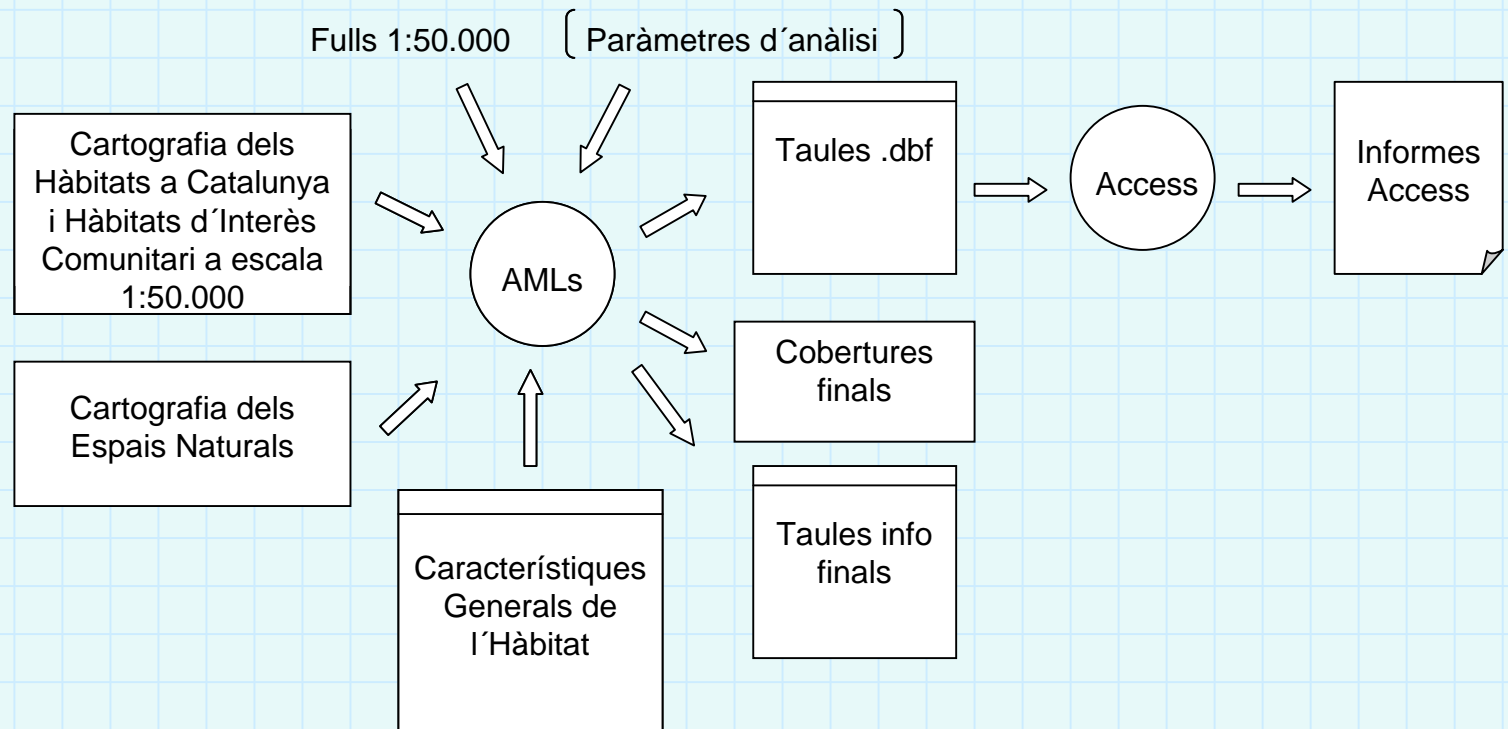 Fulls 1:50.000
Paràmetres d´anàlisi
Cartografia dels
Hàbitats a Catalunya
i Hàbitats d´Interès
Comunitari a escala
1:50.000
AMLs
Taules .dbf
Access
Informes
Access
Cartografia dels
Espais Naturals
Cobertures
finals
Característiques
Generals de
l´Hàbitat
Taules info
finals